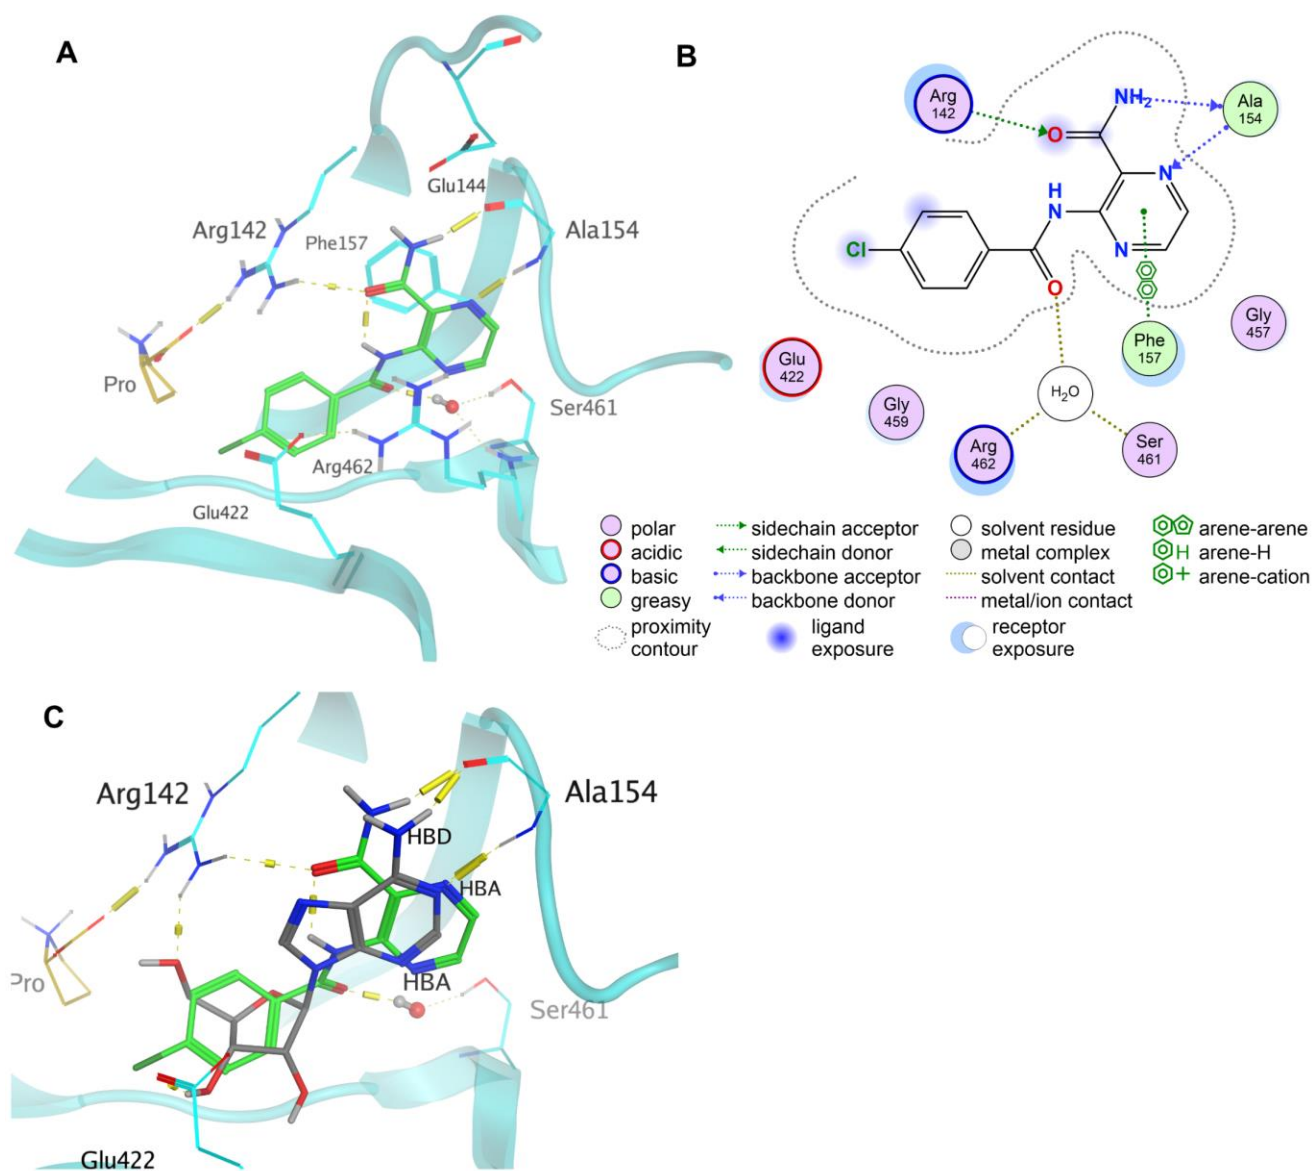 A
Glu144
Arg142
Phe157
Ala154
Pro
Ser461
Arg462
Glu422
B
Arg
142
NH2
Ala
154
O
N
H
N
Cl
N
O
Gly
457
Phe
157
Glu
422
H2O
Gly
459
Arg
462
Ser
461
polar
acidic
basic
greasy
proximity
contour
sidechain acceptor
sidechain donor
backbone acceptor
backbone donor
ligand
exposure
solvent residue
metal complex
solvent contact
metal/ion contact
receptor
exposure
arene-arene
H arene-H
+ arene-cation
C
Arg142
Ala154
HBD
HBA
HBA
Pro
Ser461
Glu422